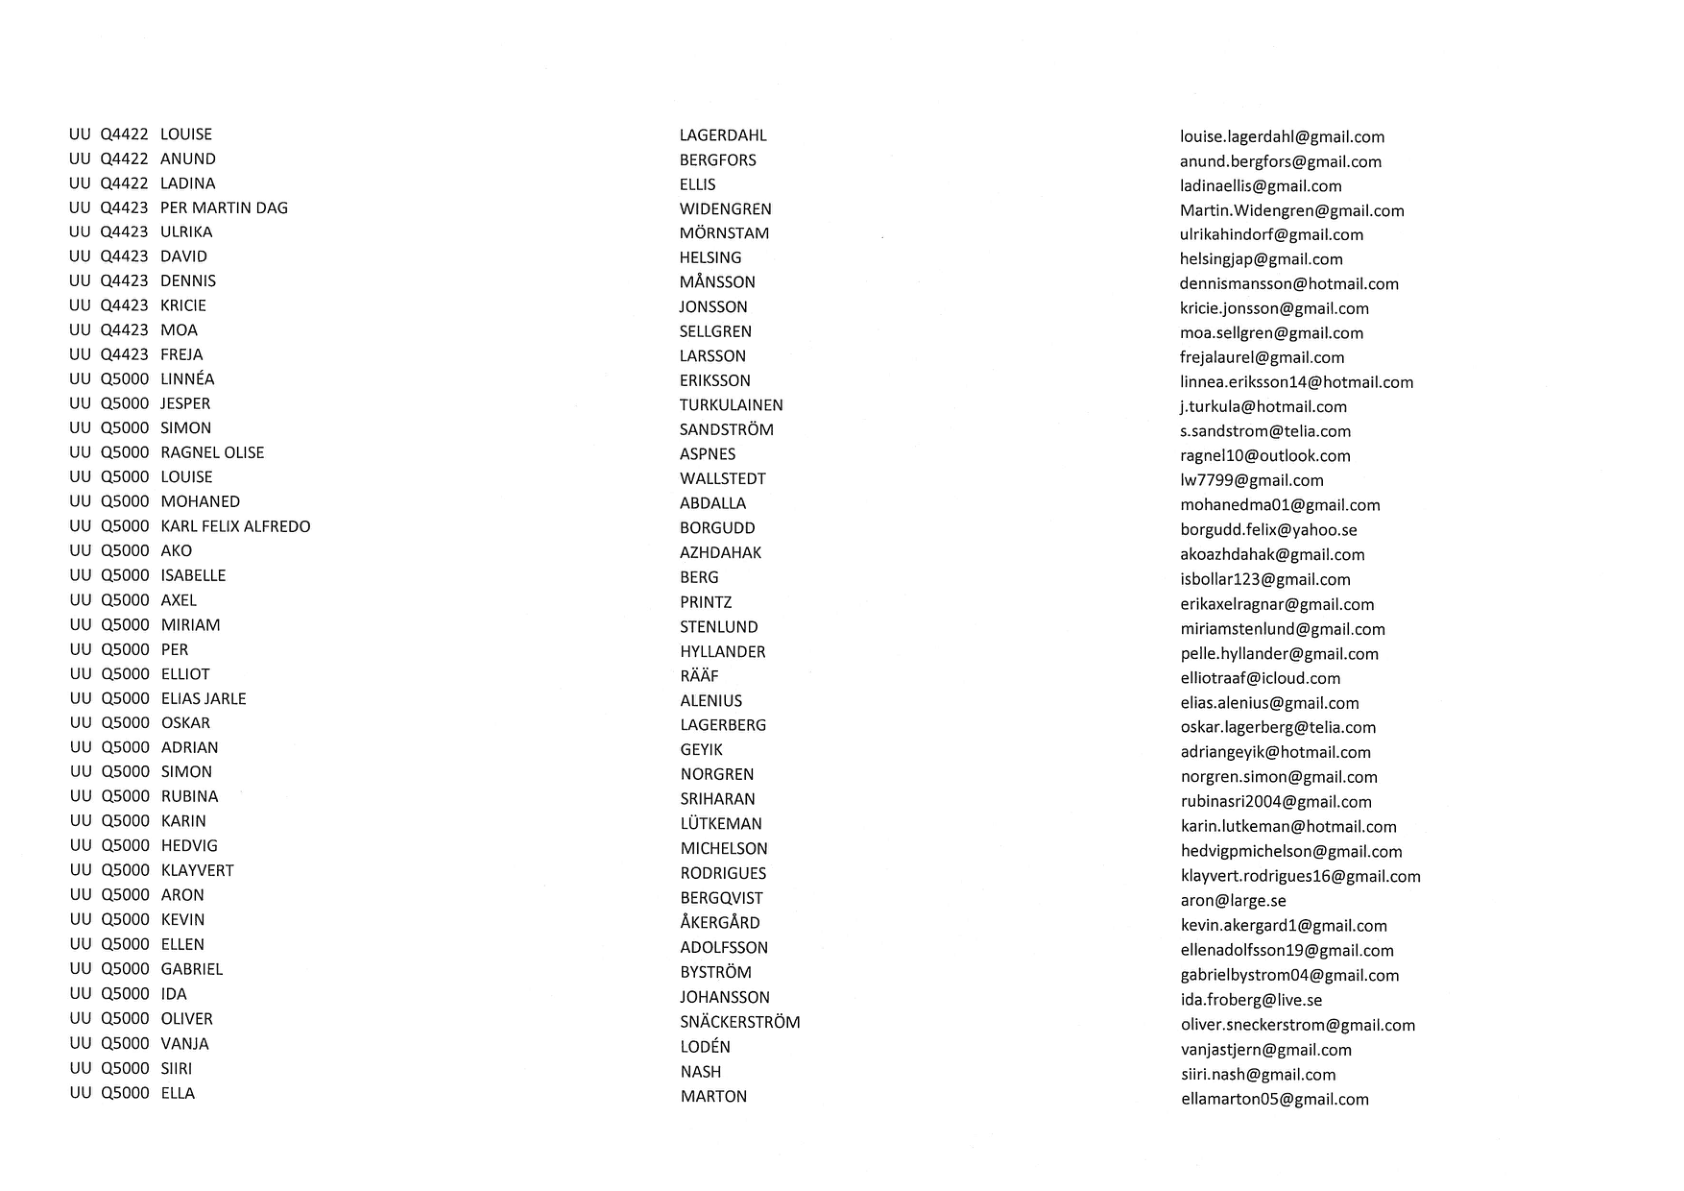 UU Q4422 LOUISE LAGERDAHL louise.lagerdahl@gmail.com
UU Q4422 ANUND BERGFORS anund.bergfors@gmail.com
UU Q4422 LADINA ELLIS ladinaellis@gmail.com
UU Q4423 PER MARTIN DAG WIDENGREN Martin.Widengren@gmail.com
UU Q4423 ULRIKA MÖRNSTAM ulrikahindorf@gmail.com
UU Q4423 DAVID HELSING helsingjap@gmail.com
UU Q4423 DENNIS MÅNSSON dennismansson@hotmail.com
UU Q4423 KRICIE JONSSON kricie.jonsson@gmail.com
UU Q4423 MOA SELLGREN moa.sellgren@gmail.com
UU Q4423 FREJA LARSSON frejalaurel@gmail.com
UU Q5000 LINNÉA ERIKSSON linnea.eriksson14@hotmail.com
UU Q5000 JESPER TURKULAINEN j.turkula@hotmail.com
UU Q5000 SIMON SANDSTRÖM s.sandstrom@telia.com
UU Q5000 RAGNEL OLISE ASPNES ragnel10@outlook.com
UU Q5000 LOUISE WALLSTEDT lw7799@gmail.com
UU Q5000 MOHANED ABDALLA mohanedma01@gmail.com
UU Q5000 KARL FELIX ALFREDO BORGUDD borgudd.felix@yahoo.se
UU Q5000 AKO AZHDAHAK akoazhdahak@gmail.com
UU Q5000 ISABELLE BERG isbollar123@gmail.com
UU Q5000 AXEL PRINTZ erikaxelragnar@gmail.com
UU Q5000 MIRIAM STENLUND miriamstenlund@gmail.com
UU Q5000 PER HYLLANDER pelle.hyllander@gmail.com
UU Q5000 ELLIOT RÄÄF elliotraaf@icloud.com
UU Q5000 ELIAS JARLE ALENIUS elias.alenius@gmail.com
UU Q5000 OSKAR LAGERBERG oskar.lagerberg@telia.com
UU Q5000 ADRIAN GEYIK adriangeyik@hotmail.com
UU Q5000 SIMON NORGREN norgren.simon@gmail.com
UU Q5000 RUBINA SRIHARAN rubinasri2004@gmail.com
UU Q5000 KARIN LÜTKEMAN karin.lutkeman@hotmail.com
UU Q5000 HEDVIG MICHELSON hedvigpmichelson@gmail.com
UU Q5000 KLAYVERT RODRIGUES klayvert.rodrigues16@gmail.com
UU Q5000 ARON BERGQVIST aron@large.se
UU Q5000 KEVIN ÅKERGÅRD kevin.akergard1@gmail.com
UU Q5000 ELLEN ADOLFSSON ellenadolfsson19@gmail.com
UU Q5000 GABRIEL BYSTRÖM gabrielbystrom04@gmail.com
UU Q5000 IDA JOHANSSON ida.froberg@live.se
UU Q5000 OLIVER SNÄCKERSTRÖM oliver.sneckerstrom@gmail.com
UU Q5000 VANJA LODÉN vanjastjern@gmail.com
UU Q5000 SIIRI NASH siiri.nash@gmail.com
UU Q5000 ELLA MARTON ellamarton05@gmail.com